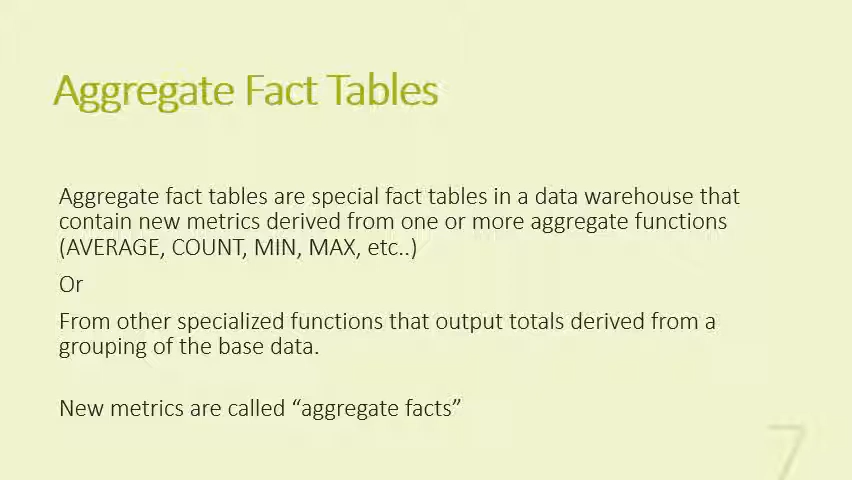 Aggregate Fact Tables
Aggregate fact tables are special fact tables in a data warehouse that
contain new metrics derived from one or more aggregate functions
(AVERAGE, COUNT, MIN, MAX, etc..)
Or
From other specialized functions that output totals derived from a
grouping of the base data.
New metrics are called “aggregate facts”
7